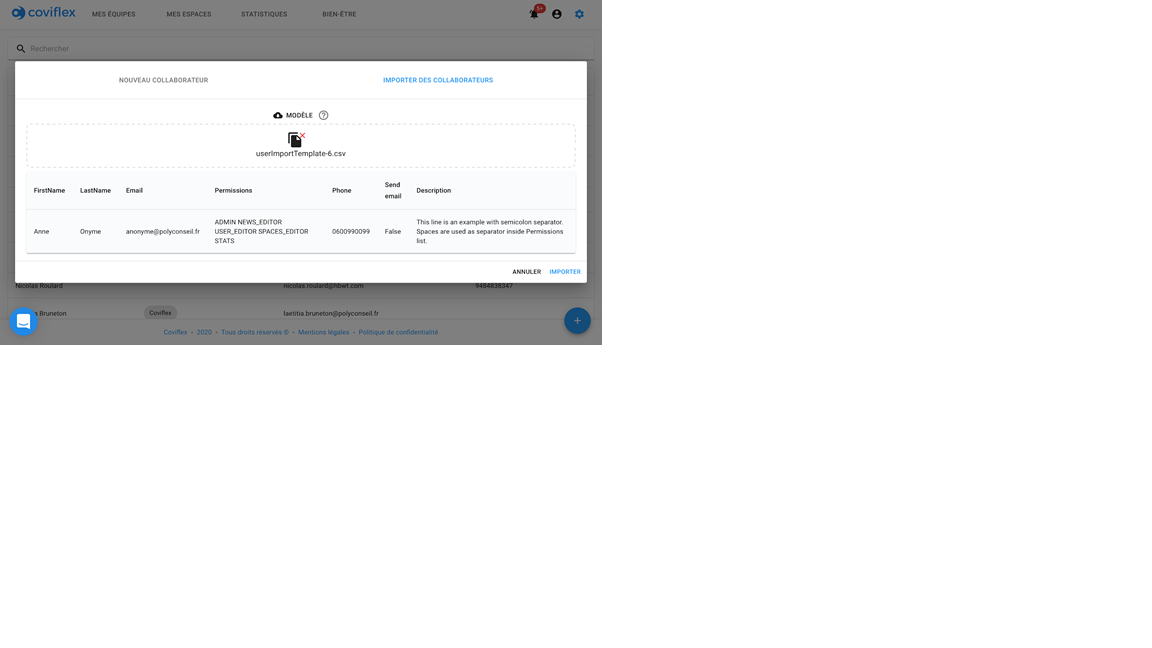 coviflex
MES ÉQUIPES
MES ESPACES
STATISTIQUES
BIEN-ÊTRE
5+
Rechercher
NOUVEAU COLLABORATEUR
IMPORTER DES COLLABORATEURS
MODÈLE
userImportTemplate-6.csv
FirstName
LastName
Email
Permissions
Phone
Send
email
Description
Anne
Onyme
anonyme@polyconseil.fr
ADMIN NEWS_EDITOR
USER_EDITOR SPACES_EDITOR
STATS
0600990099
False
This line is an example with semicolon separator.
Spaces are used as separator inside Permissions
list.
ANNULER
IMPORTER
Nicolas Roulard
nicolas.roulard@hbwt.com
9484838347
Bruneton
Coviflex
laetitia.bruneton@polyconseil.fr
Coviflex - 2020 - Tous droits réservés © - Mentions légales - Politique de confidentialité